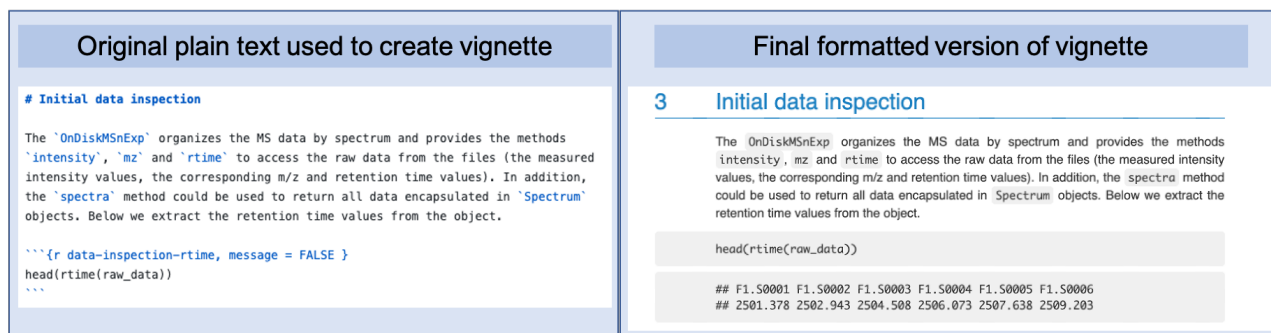 Original plain text used to create vignette
# Initial data inspection
The `OnDiskMSnExp` organizes the MS data by spectrum and provides the methods
`intensity`, `mz` and `rtime` to access the raw data from the files (the measured
intensity values, the corresponding m/z and retention time values). In addition,
the `spectra` method could be used to return all data encapsulated in `Spectrum`
objects. Below we extract the retention time values from the object.
```{r data-inspection-rtime, message = FALSE }
head(rtime(raw_data))
```
Final formatted version of vignette
3 Initial data inspection
The OnDiskMSnExp organizes the MS data by spectrum and provides the methods
intensity , mz and rtime to access the raw data from the files (the measured intensity
values, the corresponding m/z and retention time values). In addition, the spectra method
could be used to return all data encapsulated in Spectrum objects. Below we extract the
retention time values from the object.
head(rtime(raw_data))
## F1.S0001 F1.S0002 F1.S0003 F1.S0004 F1.S0005 F1.S0006
## 2501.378 2502.943 2504.508 2506.073 2507.638 2509.203